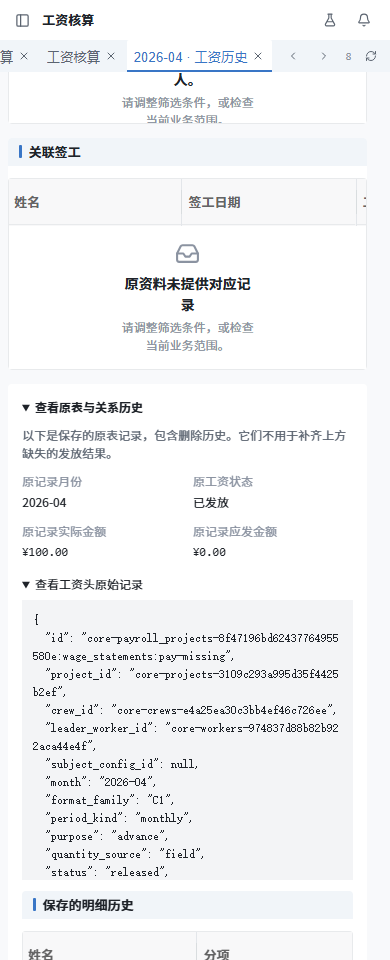 工资核算
算
工资核算
2026-04 · 工资历史
8
人。
请调整筛选条件，或检查
当前业务范围。
关联签工
姓名 签工日期
原资料未提供对应记
录
请调整筛选条件，或检查
当前业务范围。
▼ 查看原表与关系历史
以下是保存的原表记录，包含删除历史。它们不用于补齐上方
缺失的发放结果。
原记录月份 原工资状态
2026-04 已发放
原记录实际金额 原记录应发金额
¥100.00 ¥0.00
▼ 查看工资头原始记录
{
"id": "core-payroll_projects-8f47196bd62437764955
580e:wage_statements:pay-missing",
"project_id": "core-projects-3109c293a995d35f4425
b2ef",
"crew_id": "core-crews-e4a25ea30c3bb4ef46c726ee",
"leader_worker_id": "core-workers-974837d88b82b92
2aca44e4f",
"subject_config_id": null,
"month": "2026-04",
"format_family": "C1",
"period_kind": "monthly",
"purpose": "advance",
"quantity_source": "field",
"status": "released",
保存的明细历史
姓名 分项